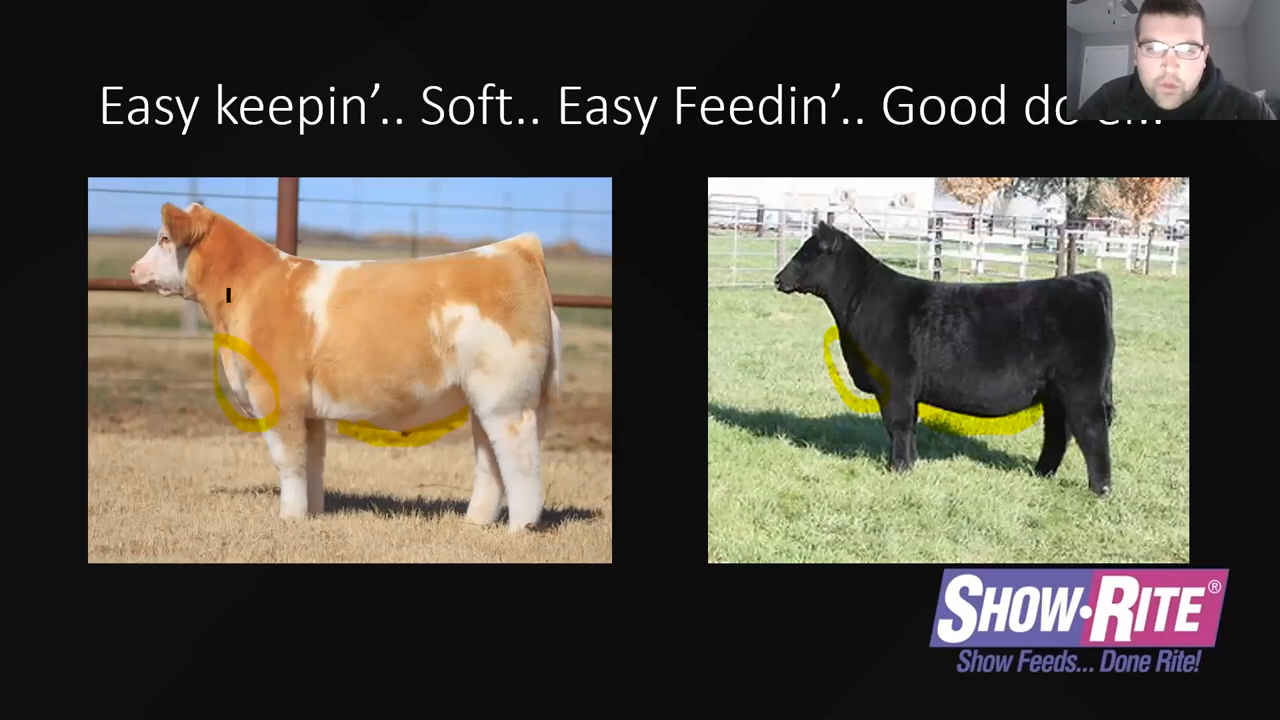 Easy keepin’.. Soft.. Easy Feedin’.. Good
SHOW•RITE®
Show Feeds... Done Rite!